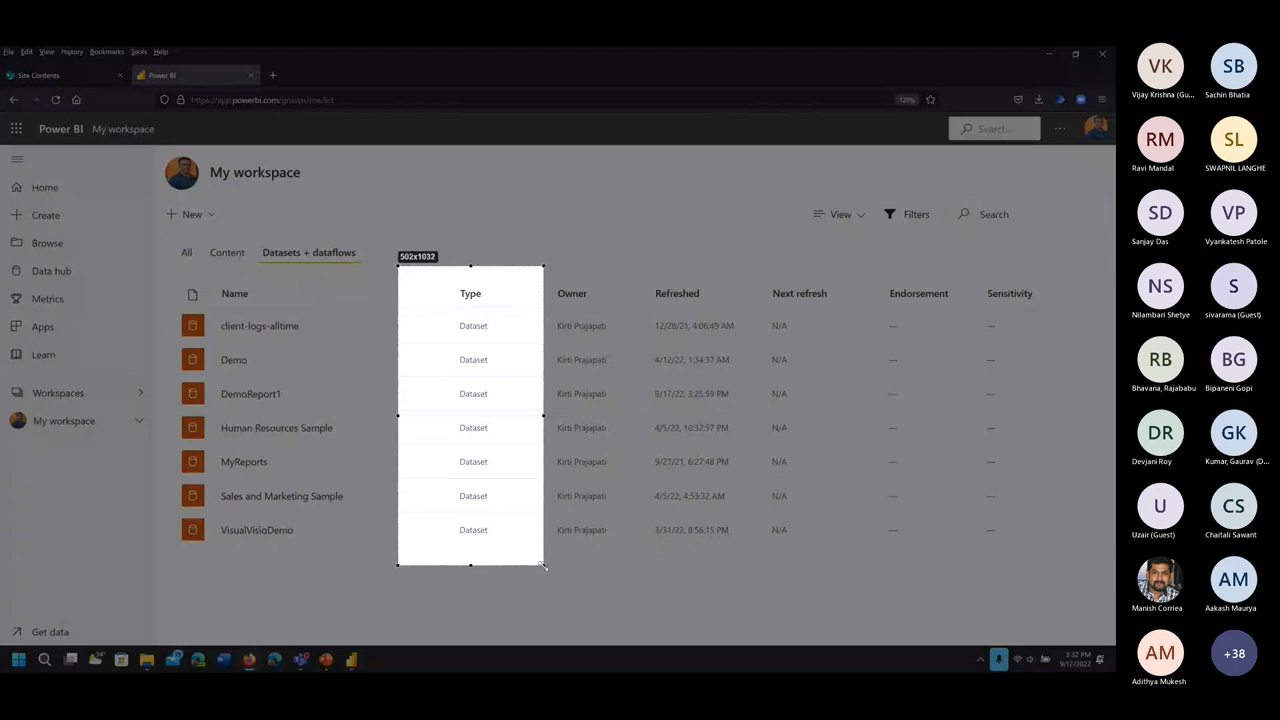 File Edit View History Bookmarks Tools Help
Site Contents
Power BI
https://app.powerbi.com/groups/me/list
120%
Power BI My workspace
Search...
My workspace
Home
Create
Browse
Data hub
Metrics
Apps
Learn
Workspaces
My workspace
Get data
New
View
Filters
Search
All Content Datasets + dataflows
502x1032
Name Type Owner Refreshed Next refresh Endorsement Sensitivity
client-logs-alltime Dataset Kirti Prajapati 12/28/21, 4:06:49 AM N/A —
Demo Dataset Kirti Prajapati 4/12/22, 1:34:37 AM N/A — —
DemoReport1 Dataset Kirti Prajapati 9/17/22, 3:25:59 PM N/A — —
Human Resources Sample Dataset Kirti Prajapati 4/5/22, 10:32:57 PM N/A — —
MyReports Dataset Kirti Prajapati 9/27/21, 6:27:48 PM N/A — —
Sales and Marketing Sample Dataset Kirti Prajapati 4/5/22, 4:53:32 AM N/A — —
VisualVisioDemo Dataset Kirti Prajapati 3/31/22, 8:56:15 PM N/A — —
3:32 PM
9/17/2022
VK SB
Vijay Krishna (Gu... Sachin Bhatia
RM SL
Ravi Mandal SWAPNIL LANGHE
SD VP
Sanjay Das Vyankatesh Patole
NS S
Nilambari Shetye sivarama (Guest)
RB BG
Bhavana, Rajababu Bipaneni Gopi
DR GK
Devjani Roy Kumar, Gaurav (D...
U CS
Uzair (Guest) Chaitali Sawant
AM
Manish Corriea Aakash Maurya
AM +38
Adithya Mukesh